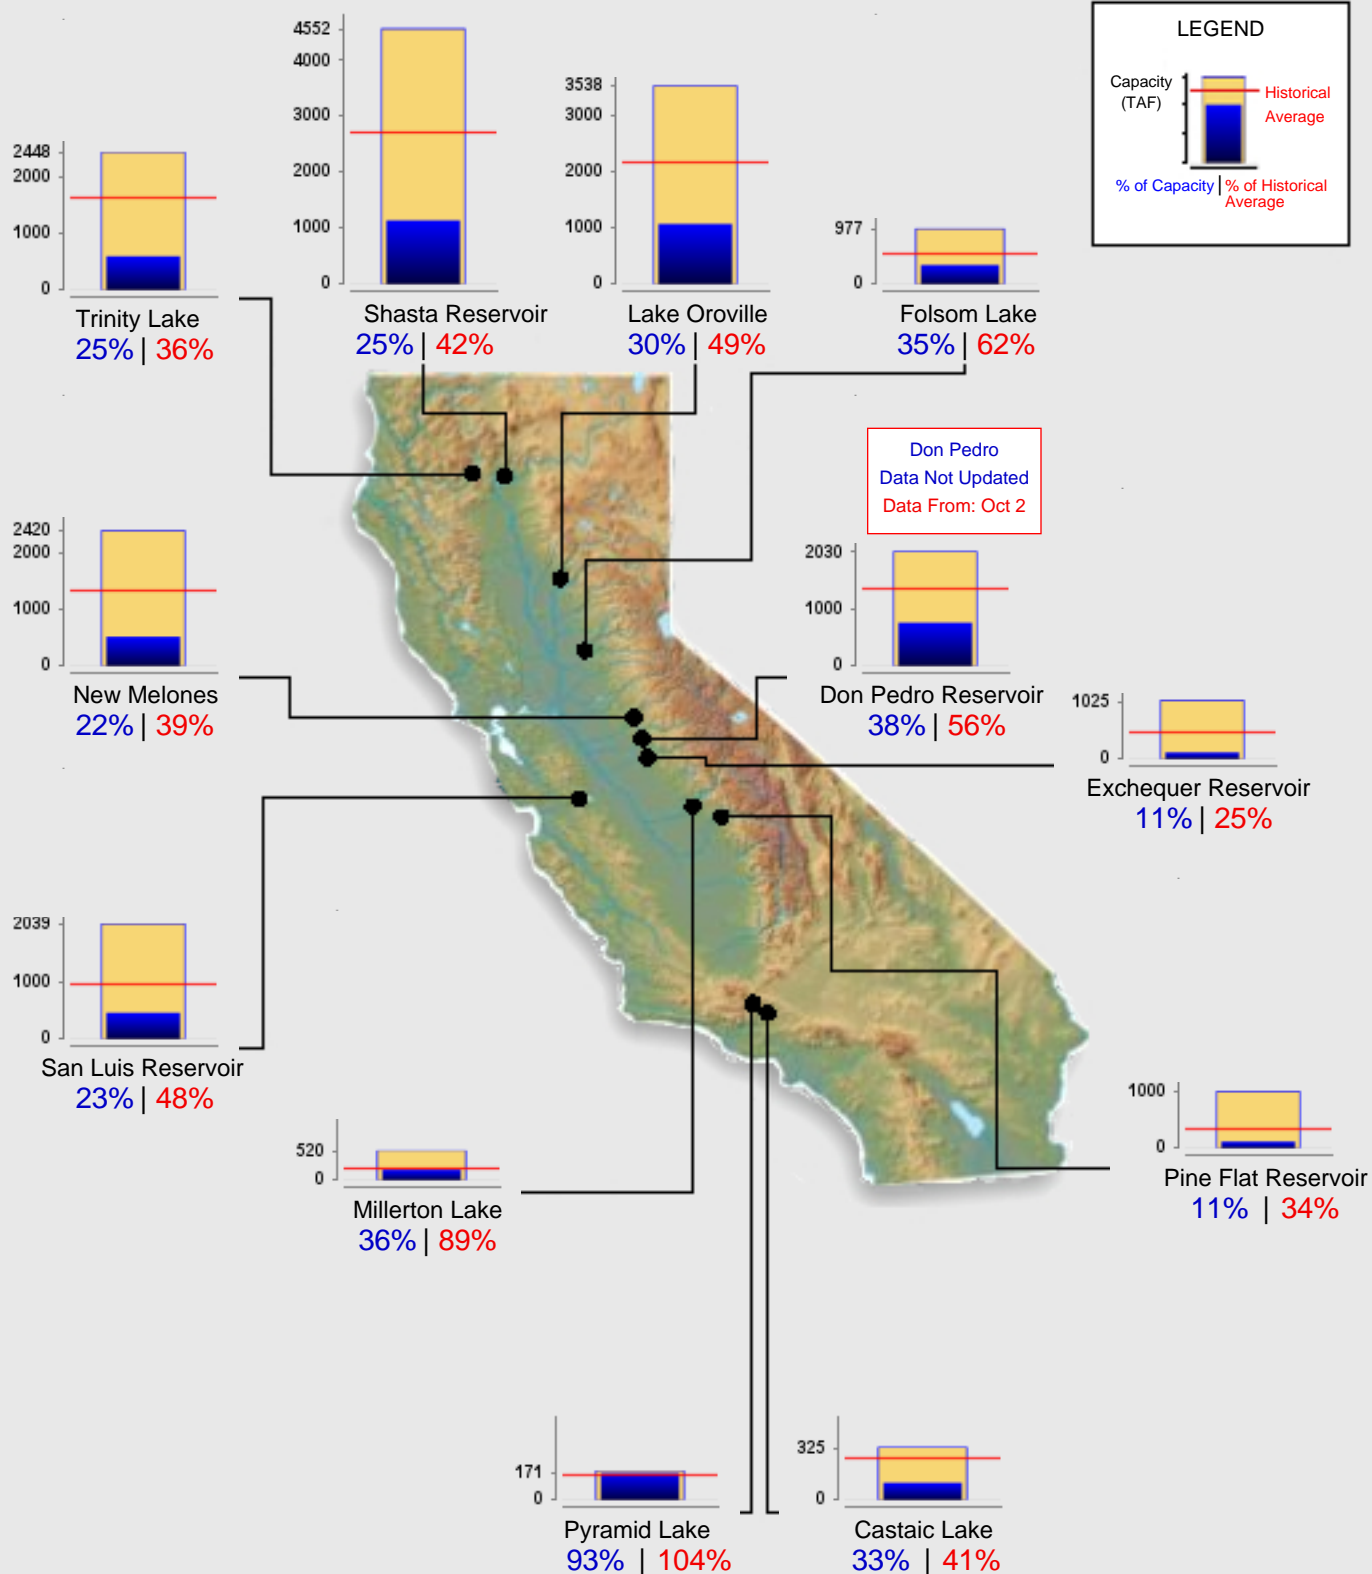 LEGEND
Capacity
(TAF)
Historical
Average
% of Capacity | % of Historical
Average
4552
4000
3000
2000
1000
0
Shasta Reservoir
25% | 42%
3538
3000
2000
1000
0
Lake Oroville
30% | 49%
2448
2000
1000
0
Trinity Lake
25% | 36%
977
0
Folsom Lake
35% | 62%
Don Pedro
Data Not Updated
Data From: Oct 2
2030
1000
0
Don Pedro Reservoir
38% | 56%
2420
2000
1000
0
New Melones
22% | 39%
1025
0
Exchequer Reservoir
11% | 25%
2039
1000
0
San Luis Reservoir
23% | 48%
520
0
Millerton Lake
36% | 89%
1000
0
Pine Flat Reservoir
11% | 34%
171
0
Pyramid Lake
93% | 104%
325
0
Castaic Lake
33% | 41%